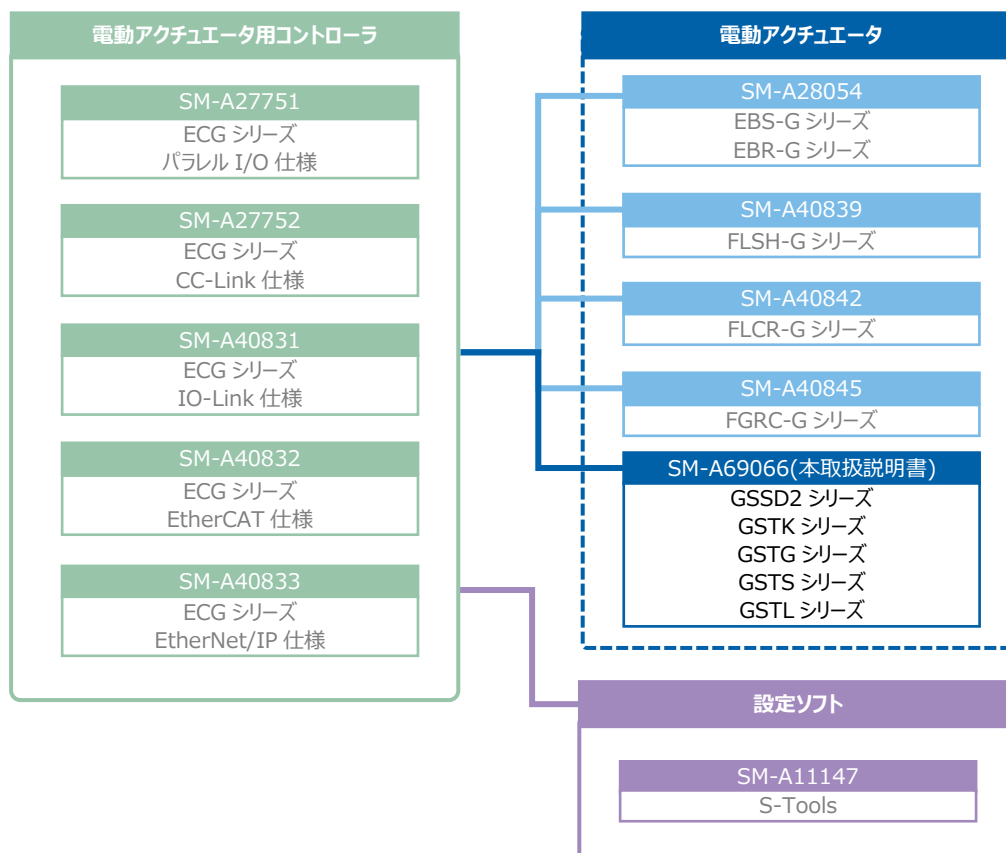 電動アクチュエータ用コントローラ
SM-A27751
ECG シリーズ
パラレル I/O 仕様
SM-A27752
ECG シリーズ
CC-Link 仕様
SM-A40831
ECG シリーズ
IO-Link 仕様
SM-A40832
ECG シリーズ
EtherCAT 仕様
SM-A40833
ECG シリーズ
EtherNet/IP 仕様
電動アクチュエータ
SM-A28054
EBS-G シリーズ
EBR-G シリーズ
SM-A40839
FLSH-G シリーズ
SM-A40842
FLCR-G シリーズ
SM-A40845
FGRC-G シリーズ
SM-A69066(本取扱説明書)
GSSD2 シリーズ
GSTK シリーズ
GSTG シリーズ
GSTS シリーズ
GSTL シリーズ
設定ソフト
SM-A11147
S-Tools